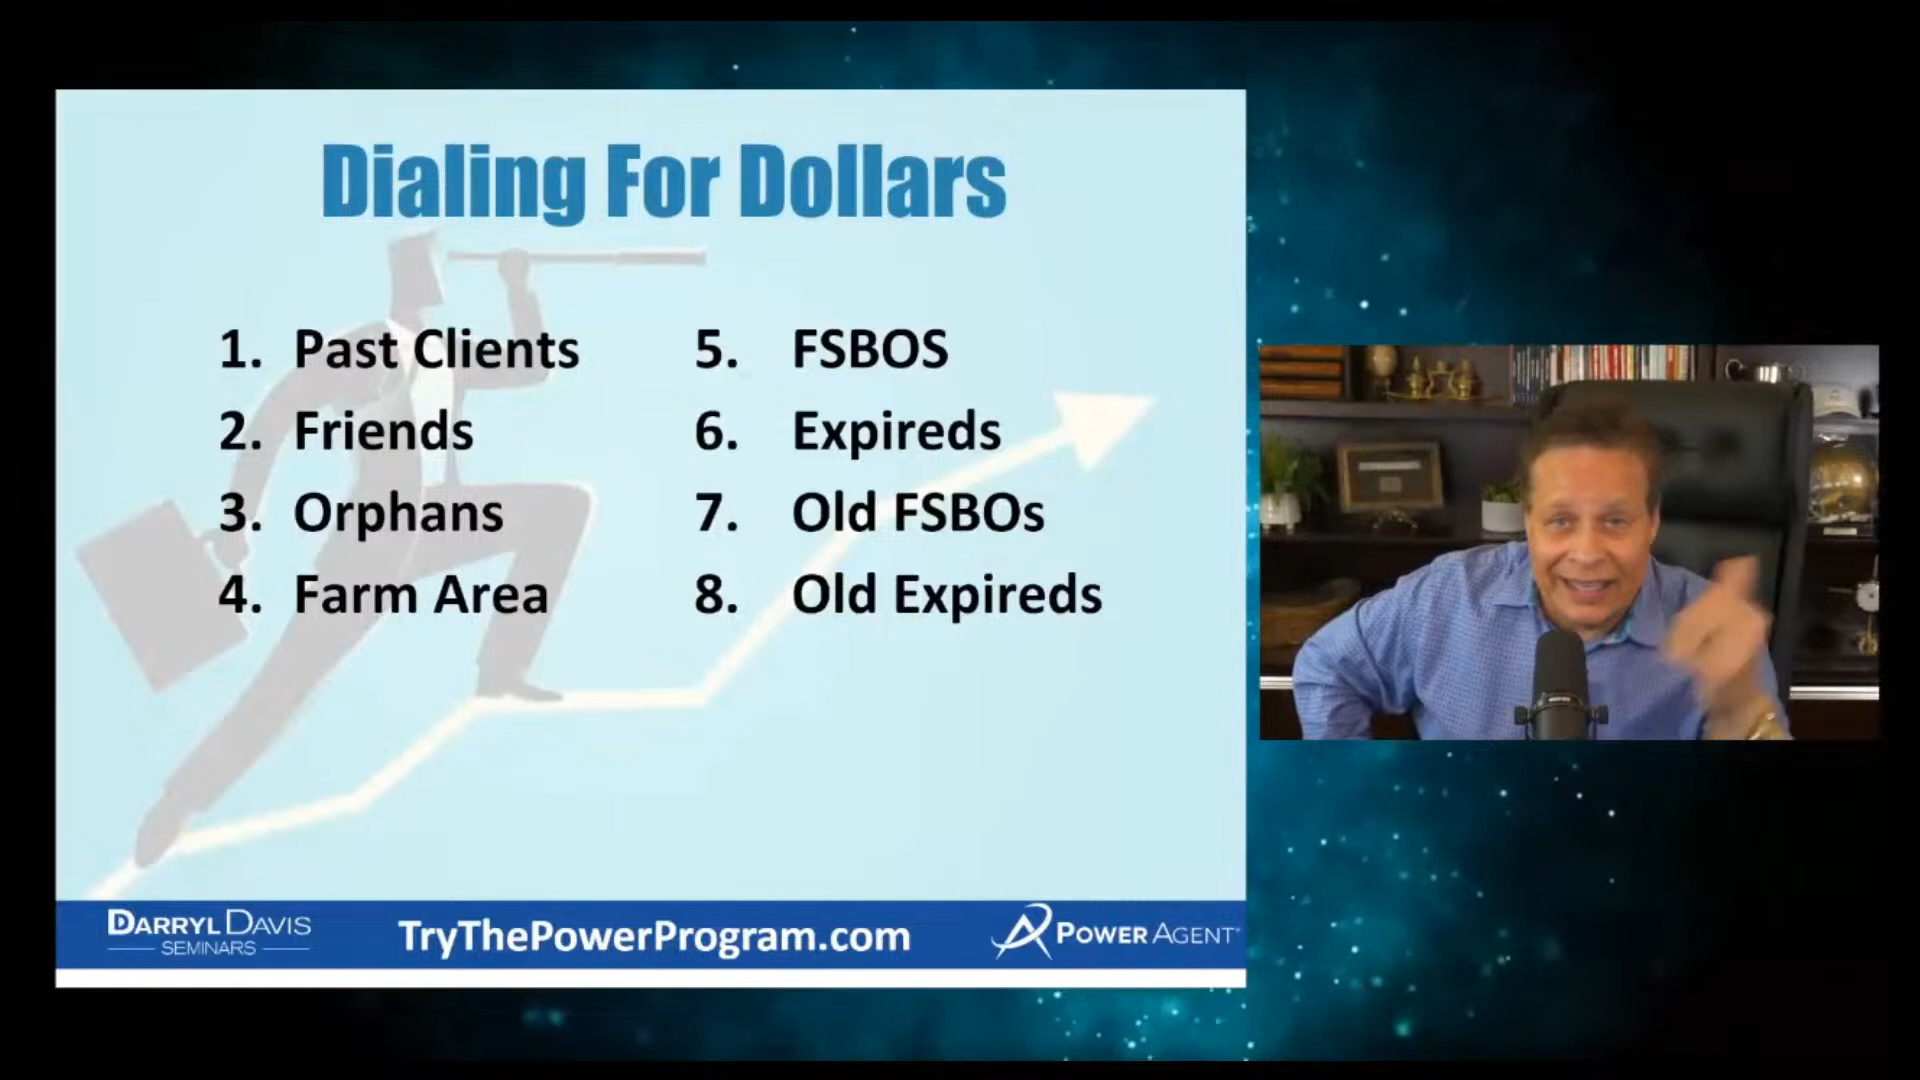 Dialing For Dollars
1. Past Clients
2. Friends
3. Orphans
4. Farm Area
5. FSBOS
6. Expireds
7. Old FSBOs
8. Old Expireds
DARRYL DAVIS
SEMINARS
TryThePowerProgram.com
POWER AGENT